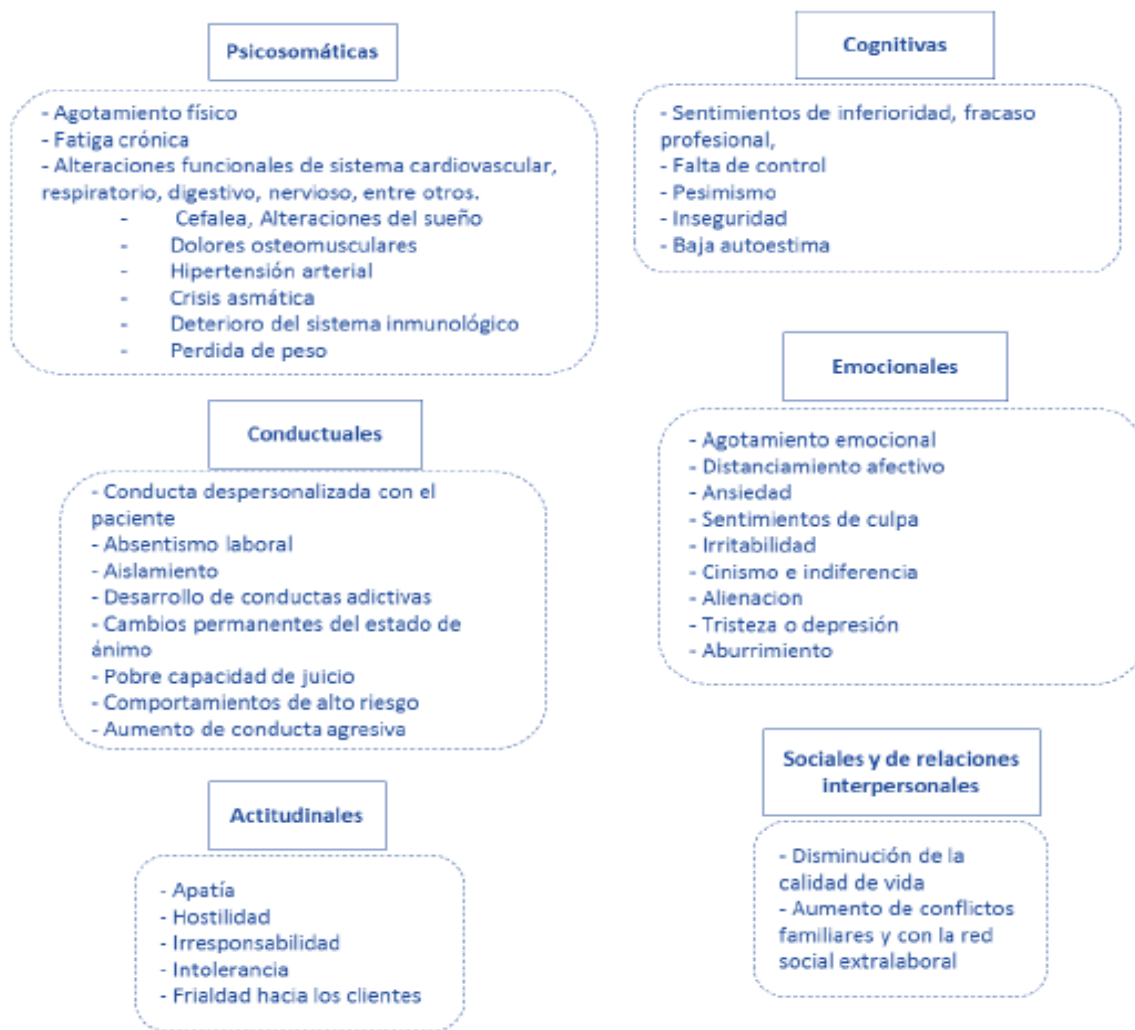 Psicosomáticas
- Agotamiento físico
- Fatiga crónica
- Alteraciones funcionales de sistema cardiovascular,
respiratorio, digestivo, nervioso, entre otros.
- Cefalea, Alteraciones del sueño
- Dolores osteomusculares
- Hipertensión arterial
- Crisis asmática
- Deterioro del sistema inmunológico
- Perdida de peso
Conductuales
- Conducta despersonalizada con el
paciente
- Absentismo laboral
- Aislamiento
- Desarrollo de conductas adictivas
- Cambios permanentes del estado de
ánimo
- Pobre capacidad de juicio
- Comportamientos de alto riesgo
- Aumento de conducta agresiva
Actitudinales
- Apatía
- Hostilidad
- Irresponsabilidad
- Intolerancia
- Frialdad hacia los clientes
Cognitivas
- Sentimientos de inferioridad, fracaso
profesional,
- Falta de control
- Pesimismo
- Inseguridad
- Baja autoestima
Emocionales
- Agotamiento emocional
- Distanciamiento afectivo
- Ansiedad
- Sentimientos de culpa
- Irritabilidad
- Cinismo e indiferencia
- Alienacion
- Tristeza o depresión
- Aburrimiento
Sociales y de relaciones
interpersonales
- Disminución de la
calidad de vida
- Aumento de conflictos
familiares y con la red
social extralaboral